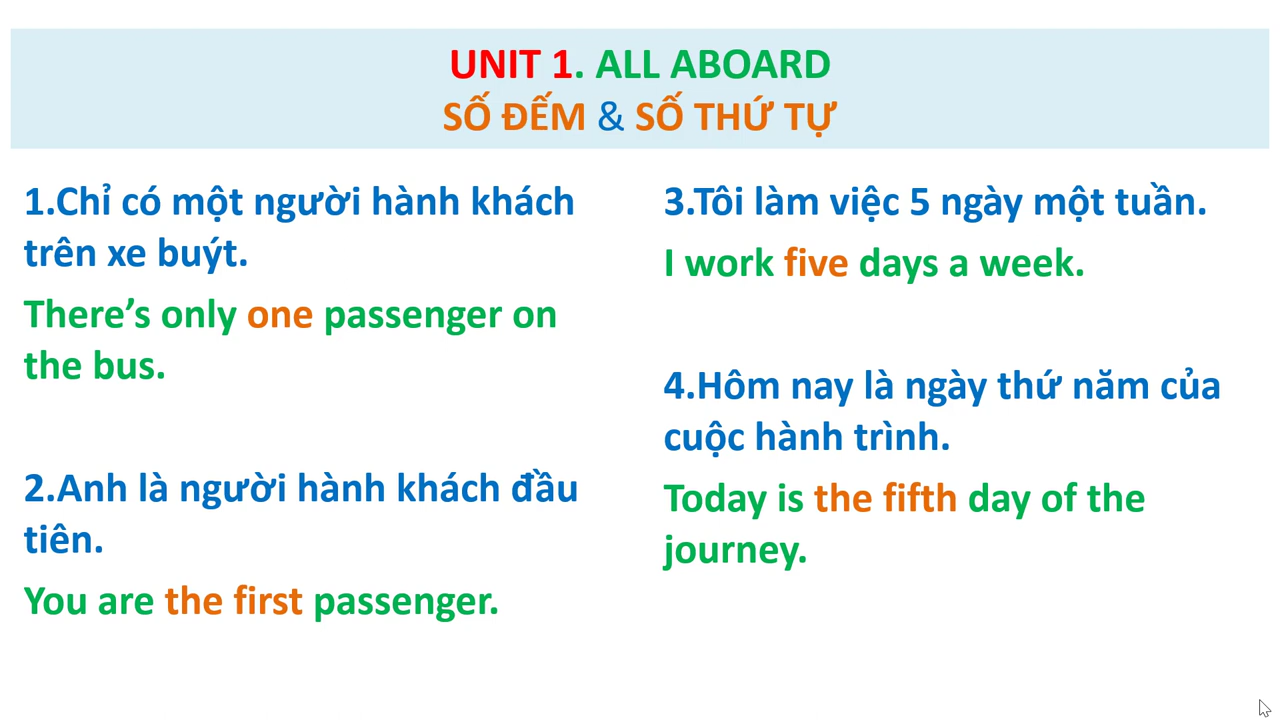 UNIT 1. ALL ABOARD
SỐ ĐẾM & SỐ THỨ TỰ
1.Chỉ có một người hành khách
trên xe buýt.
There’s only one passenger on
the bus.
2.Anh là người hành khách đầu
tiên.
You are the first passenger.
3.Tôi làm việc 5 ngày một tuần.
I work five days a week.
4.Hôm nay là ngày thứ năm của
cuộc hành trình.
Today is the fifth day of the
journey.